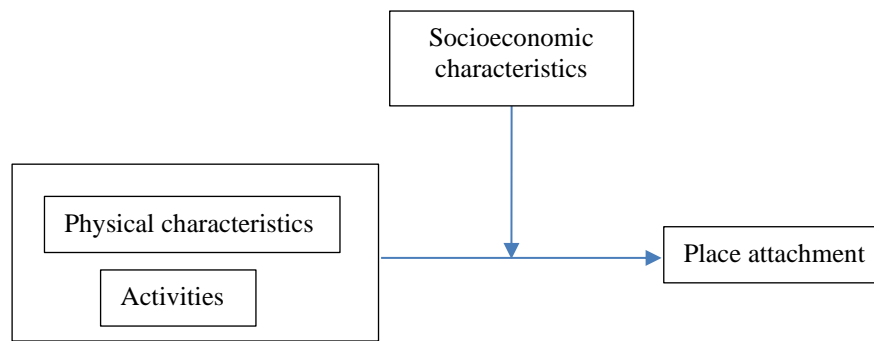 Socioeconomic
characteristics
Physical characteristics
Activities
Place attachment